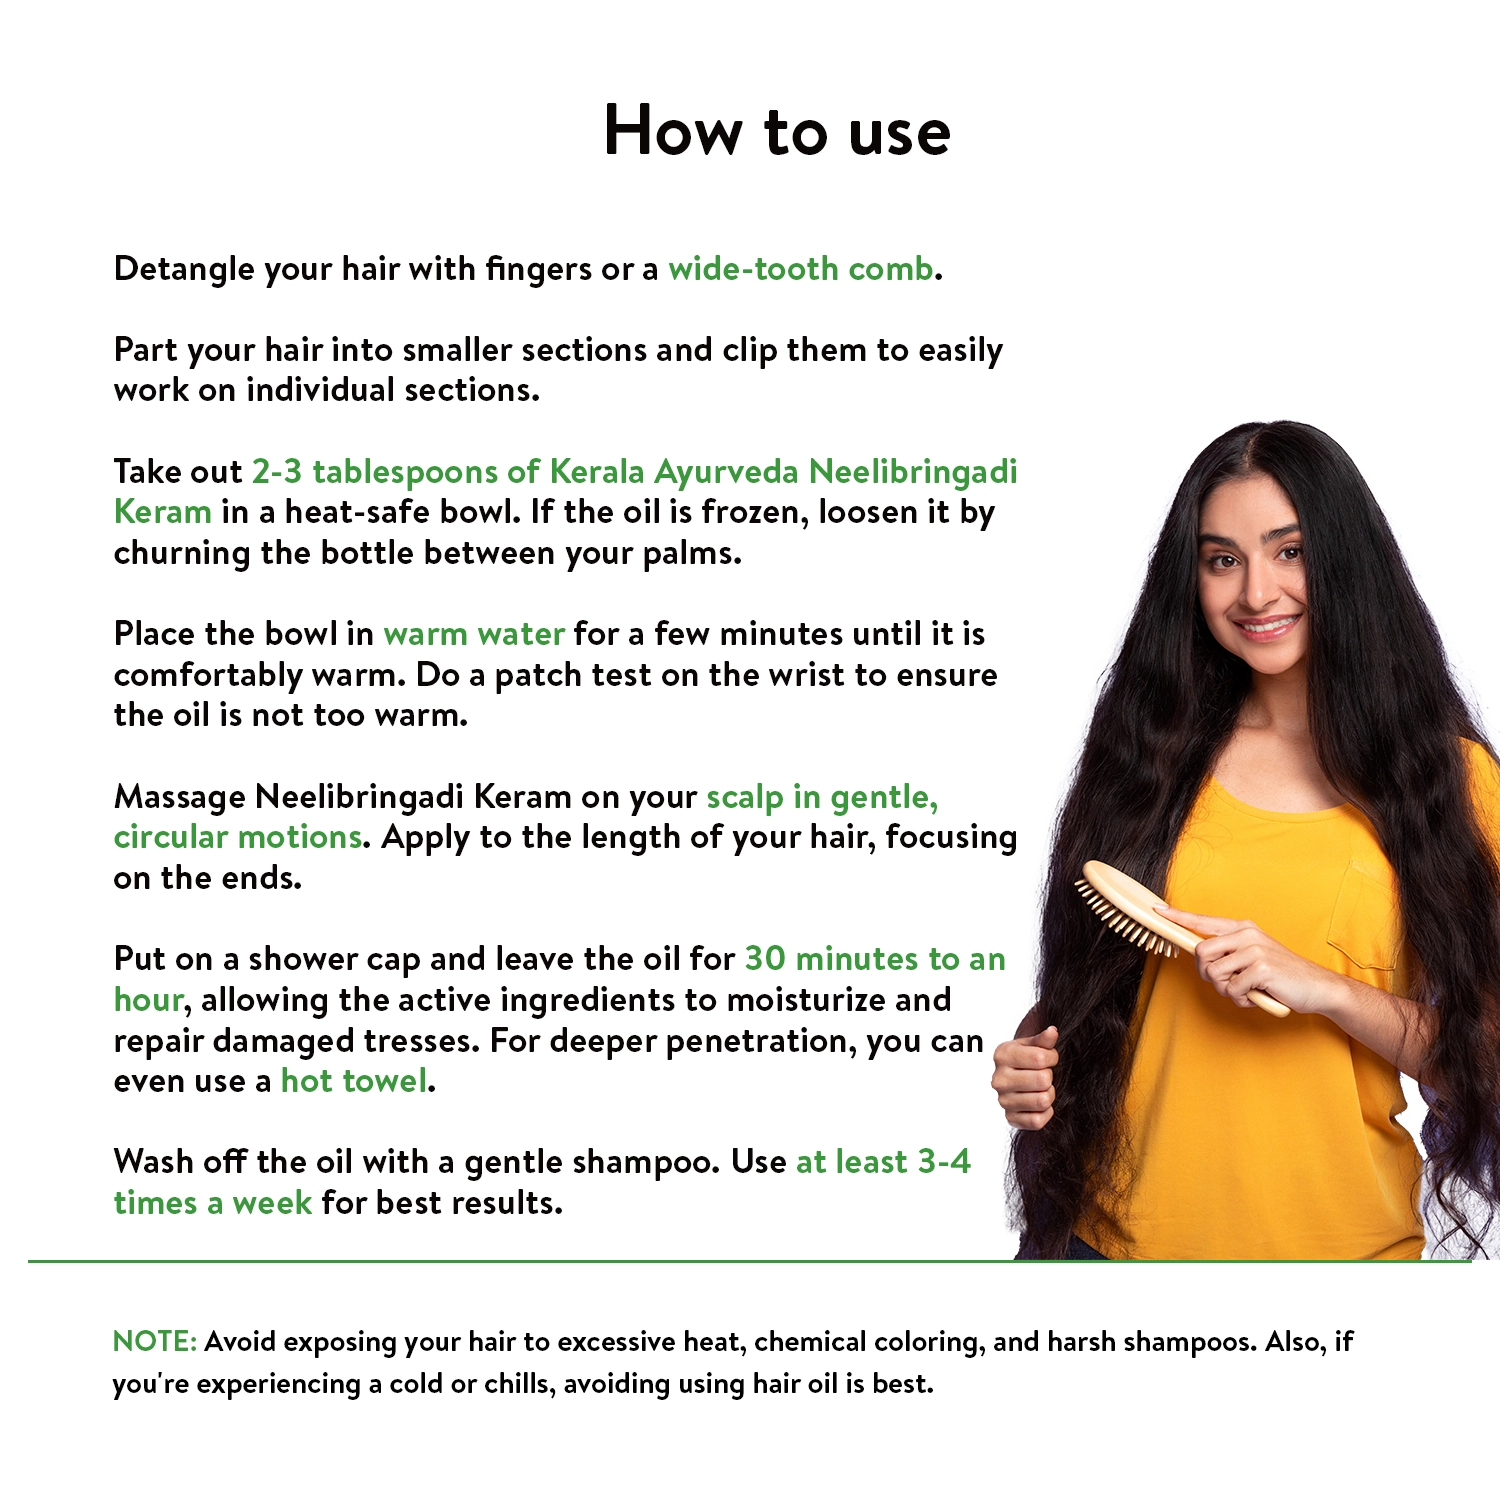 How to use
Detangle your hair with fingers or a wide-tooth comb.
Part your hair into smaller sections and clip them to easily
work on individual sections.
Take out 2-3 tablespoons of Kerala Ayurveda Neelibringadi
Keram in a heat-safe bowl. If the oil is frozen, loosen it by
churning the bottle between your palms.
Place the bowl in warm water for a few minutes until it is
comfortably warm. Do a patch test on the wrist to ensure
the oil is not too warm.
Massage Neelibringadi Keram on your scalp in gentle,
circular motions. Apply to the length of your hair, focusing
on the ends.
Put on a shower cap and leave the oil for 30 minutes to an
hour, allowing the active ingredients to moisturize and
repair damaged tresses. For deeper penetration, you can
even use a hot towel.
Wash off the oil with a gentle shampoo. Use at least 3-4
times a week for best results.
NOTE: Avoid exposing your hair to excessive heat, chemical coloring, and harsh shampoos. Also, if
you're experiencing a cold or chills, avoiding using hair oil is best.